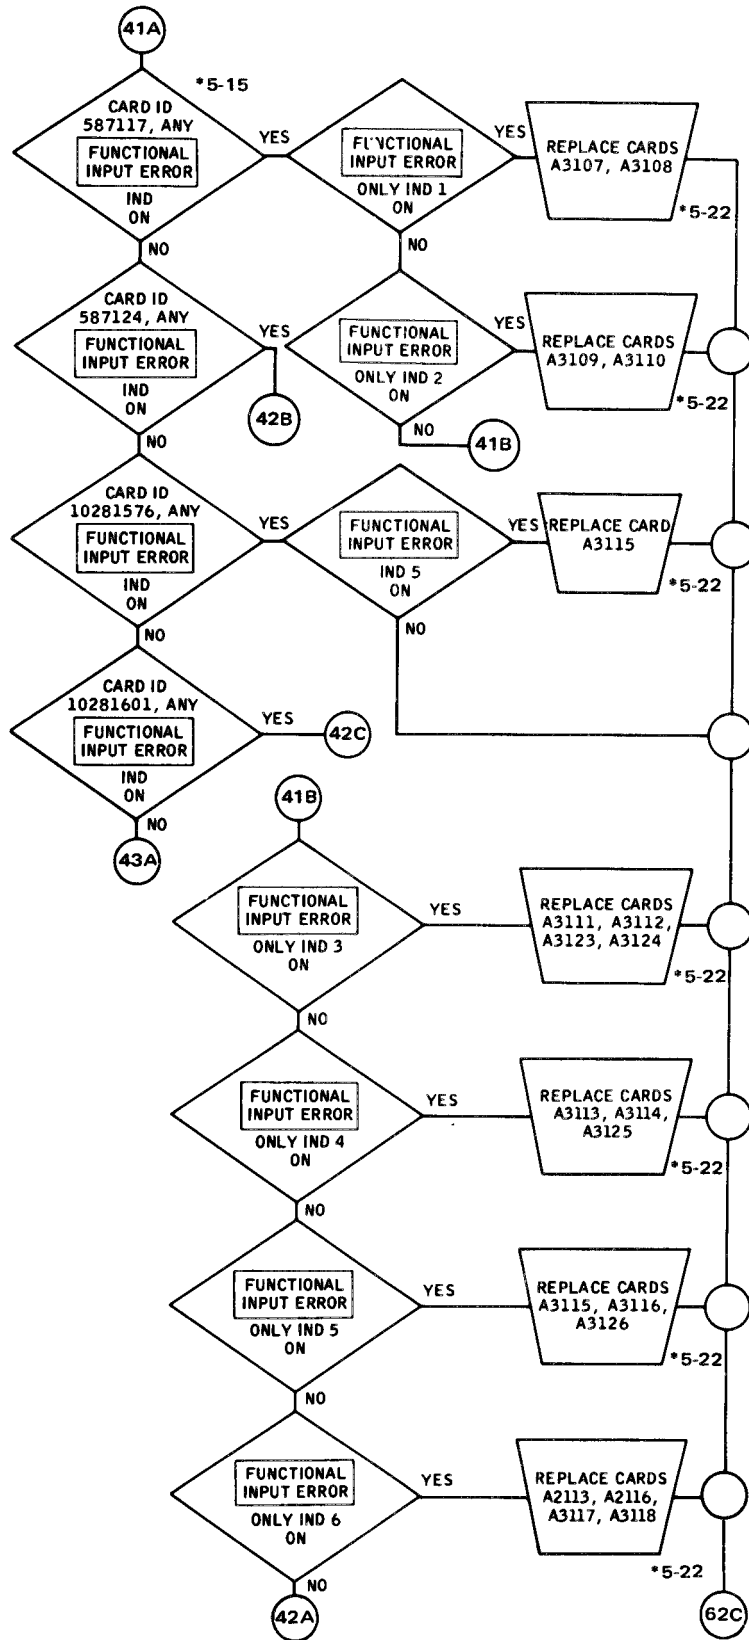 41A
*5-15
CARD ID
587117, ANY
FUNCTIONAL
INPUT ERROR
IND
ON
YES
FUNCTIONAL
INPUT ERROR
ONLY IND 1
ON
YES
REPLACE CARDS
A3107, A3108
*5-22
NO
NO
CARD ID
587124, ANY
FUNCTIONAL
INPUT ERROR
IND
ON
YES
42B
FUNCTIONAL
INPUT ERROR
ONLY IND 2
ON
YES
REPLACE CARDS
A3109, A3110
*5-22
NO
41B
NO
CARD ID
10281576, ANY
FUNCTIONAL
INPUT ERROR
IND
ON
YES
FUNCTIONAL
INPUT ERROR
IND 5
ON
YES
REPLACE CARD
A3115
*5-22
NO
NO
CARD ID
10281601, ANY
FUNCTIONAL
INPUT ERROR
IND
ON
YES
42C
NO
43A
41B
FUNCTIONAL
INPUT ERROR
ONLY IND 3
ON
YES
REPLACE CARDS
A3111, A3112,
A3123, A3124
*5-22
NO
FUNCTIONAL
INPUT ERROR
ONLY IND 4
ON
YES
REPLACE CARDS
A3113, A3114,
A3125
*5-22
NO
FUNCTIONAL
INPUT ERROR
ONLY IND 5
ON
YES
REPLACE CARDS
A3115, A3116,
A3126
*5-22
NO
FUNCTIONAL
INPUT ERROR
ONLY IND 6
ON
YES
REPLACE CARDS
A2113, A2116,
A3117, A3118
*5-22
NO
42A
62C